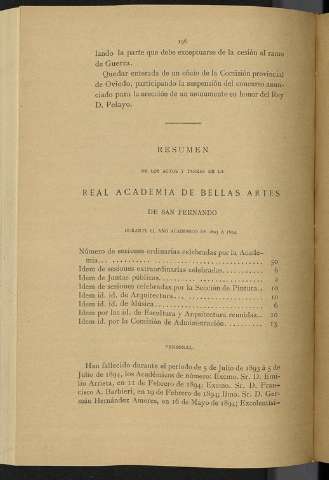 196
lando la parte que debe exceptuarse de la cesión al ramo
de Guerra.
Quedar enterada de un oficio de la Comisión provincial
de Oviedo, participando la suspensión del concurso anun-
ciado para la erección de un monumento en honor del Rey
D. Pelayo.
RESUMEN
DE LOS ACTOS Y TAREAS DE LA
REAL ACADEMIA DE BELLAS ARTES
DE SAN FERNANDO
DURANTE EL AÑO ACADÉMICO DE 1893 Á 1894
Número de sesiones ordinarias celebradas por la Acade-
mia. . . . . . . . . . . . 50
Idem de sesiones extraordinarias celebradas. . . . . . . . . . 6
Idem de Juntas públicas. . . . . . . . . .
Idem de sesiones celebradas por la Sección de Pintura. . 10
Idem id. id. de Arquitectura. . . . . . . . . . 10
Idem id. id. de Música. . . . . . . . . . 6
Idem por las id. de Escultura y Arquitectura reunidas. . 10
Idem id. por la Comisión de Administración. . . . . . . . . . 13
PERSONAL.
Han fallecido durante el período de 5 de Julio de 1893 á 5 de
Julio de 1894, los Académicos de número: Excmo. Sr. D. Emi-
lio Arrieta, en 11 de Febrero de 1894; Excmo. Sr. D. Fran-
cisco A. Barbieri, en 19 de Febrero de 1894; Ilmo. Sr. D. Ger-
mán Hernández Amores, en 16 de Mayo de 1894; Excelentísi-